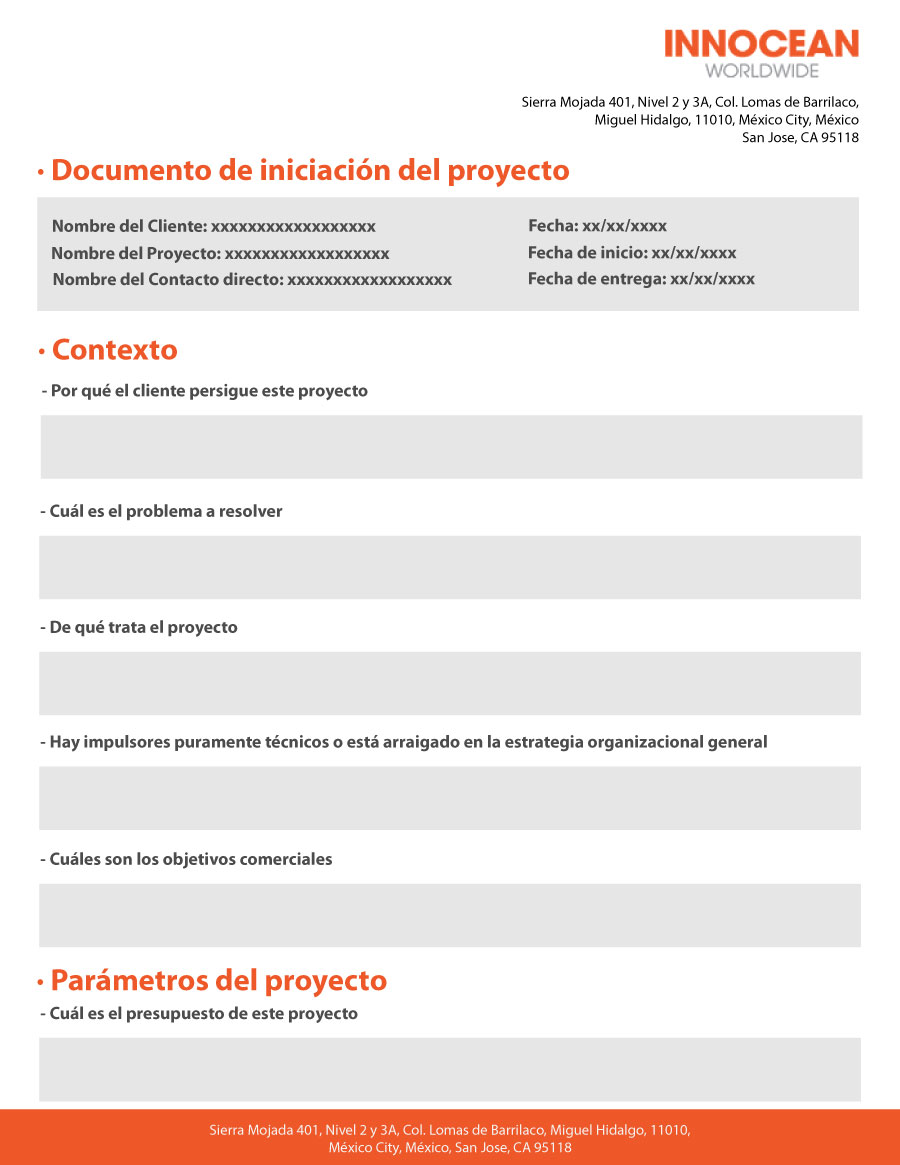 INNOCEAN
WORLDWIDE
Sierra Mojada 401, Nivel 2 y 3A, Col. Lomas de Barrilaco,
Miguel Hidalgo, 11010, México City, México
San Jose, CA 95118
• Documento de iniciación del proyecto
Nombre del Cliente: xxxxxxxxxxxxxxxxxx
Fecha: xx/xx/xxxx
Nombre del Proyecto: xxxxxxxxxxxxxxxxxx
Fecha de inicio: xx/xx/xxxx
Nombre del Contacto directo: xxxxxxxxxxxxxxxxxx
Fecha de entrega: xx/xx/xxxx
• Contexto
- Por qué el cliente persigue este proyecto
- Cuál es el problema a resolver
- De qué trata el proyecto
- Hay impulsores puramente técnicos o está arraigado en la estrategia organizacional general
- Cuáles son los objetivos comerciales
• Parámetros del proyecto
- Cuál es el presupuesto de este proyecto
Sierra Mojada 401, Nivel 2 y 3A, Col. Lomas de Barrilaco, Miguel Hidalgo, 11010,
México City, México, San Jose, CA 95118